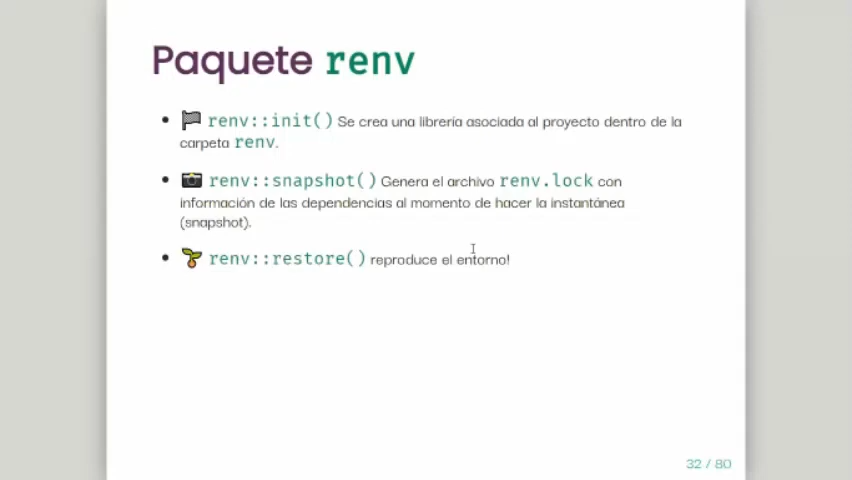 Paquete renv
renv::init() Se crea una librería asociada al proyecto dentro de la
carpeta renv.
renv::snapshot() Genera el archivo renv.lock con
información de las dependencias al momento de hacer la instantánea
(snapshot).
renv::restore() reproduce el entorno!
32 / 80